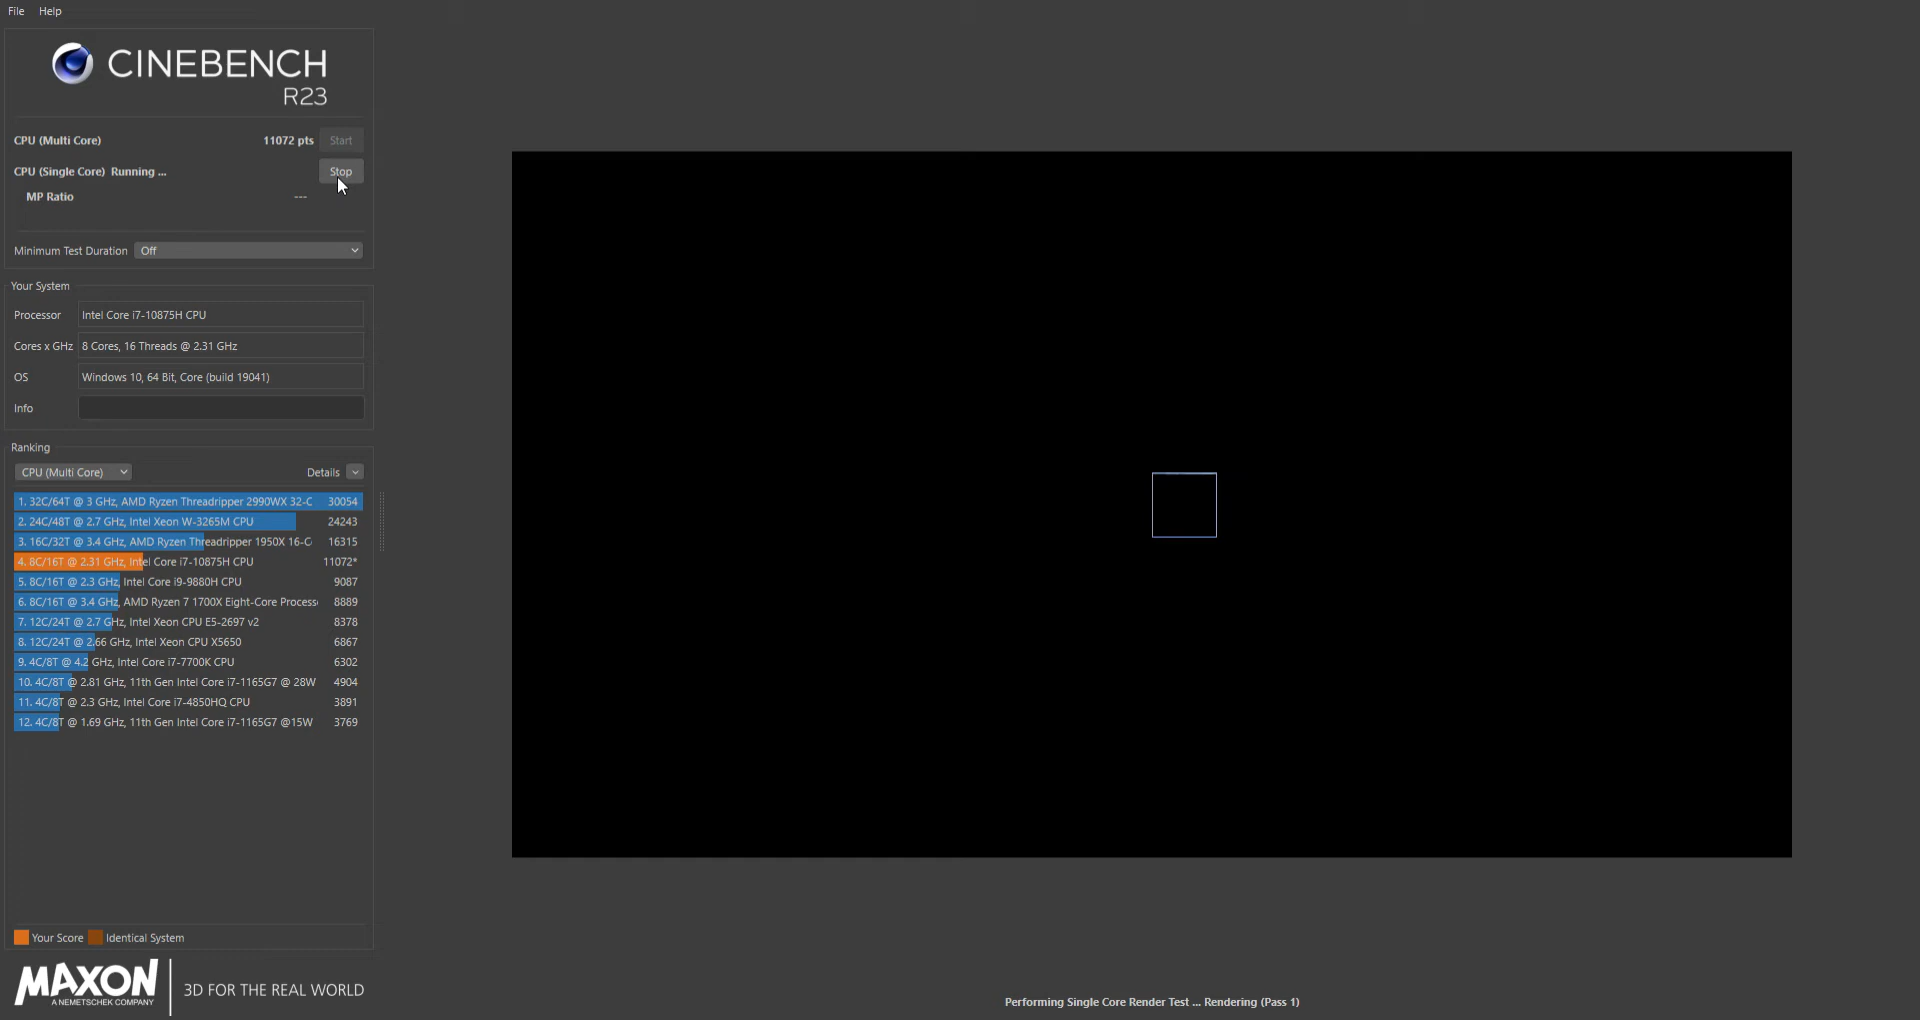 File Help
CINEBENCH
R23
CPU (Multi Core) 11072 pts Start
CPU (Single Core) Running ... Stop
MP Ratio ---
Minimum Test Duration Off
Your System
Processor Intel Core i7-10875H CPU
Cores x GHz 8 Cores, 16 Threads @ 2.31 GHz
OS Windows 10, 64 Bit, Core (build 19041)
Info
Ranking
CPU (Multi Core) Details
1. 32C/64T @ 3 GHz, AMD Ryzen Threadripper 2990WX 32-C 30054
2. 24C/48T @ 2.7 GHz, Intel Xeon W-3265M CPU 24243
3. 16C/32T @ 3.4 GHz, AMD Ryzen Threadripper 1950X 16-C 16315
4. 8C/16T @ 2.31 GHz, Intel Core i7-10875H CPU 11072*
5. 8C/16T @ 2.3 GHz, Intel Core i9-9880H CPU 9087
6. 8C/16T @ 3.4 GHz, AMD Ryzen 7 1700X Eight-Core Process 8889
7. 12C/24T @ 2.7 GHz, Intel Xeon CPU E5-2697 v2 8378
8. 12C/24T @ 2.66 GHz, Intel Xeon CPU X5650 6867
9. 4C/8T @ 4.2 GHz, Intel Core i7-7700K CPU 6302
10. 4C/8T @ 2.81 GHz, 11th Gen Intel Core i7-1165G7 @ 28W 4904
11. 4C/8T @ 2.3 GHz, Intel Core i7-4850HQ CPU 3891
12. 4C/8T @ 1.69 GHz, 11th Gen Intel Core i7-1165G7 @15W 3769
Your Score Identical System
MAXON
A NEMETSCHEK COMPANY
3D FOR THE REAL WORLD
Performing Single Core Render Test ... Rendering (Pass 1)